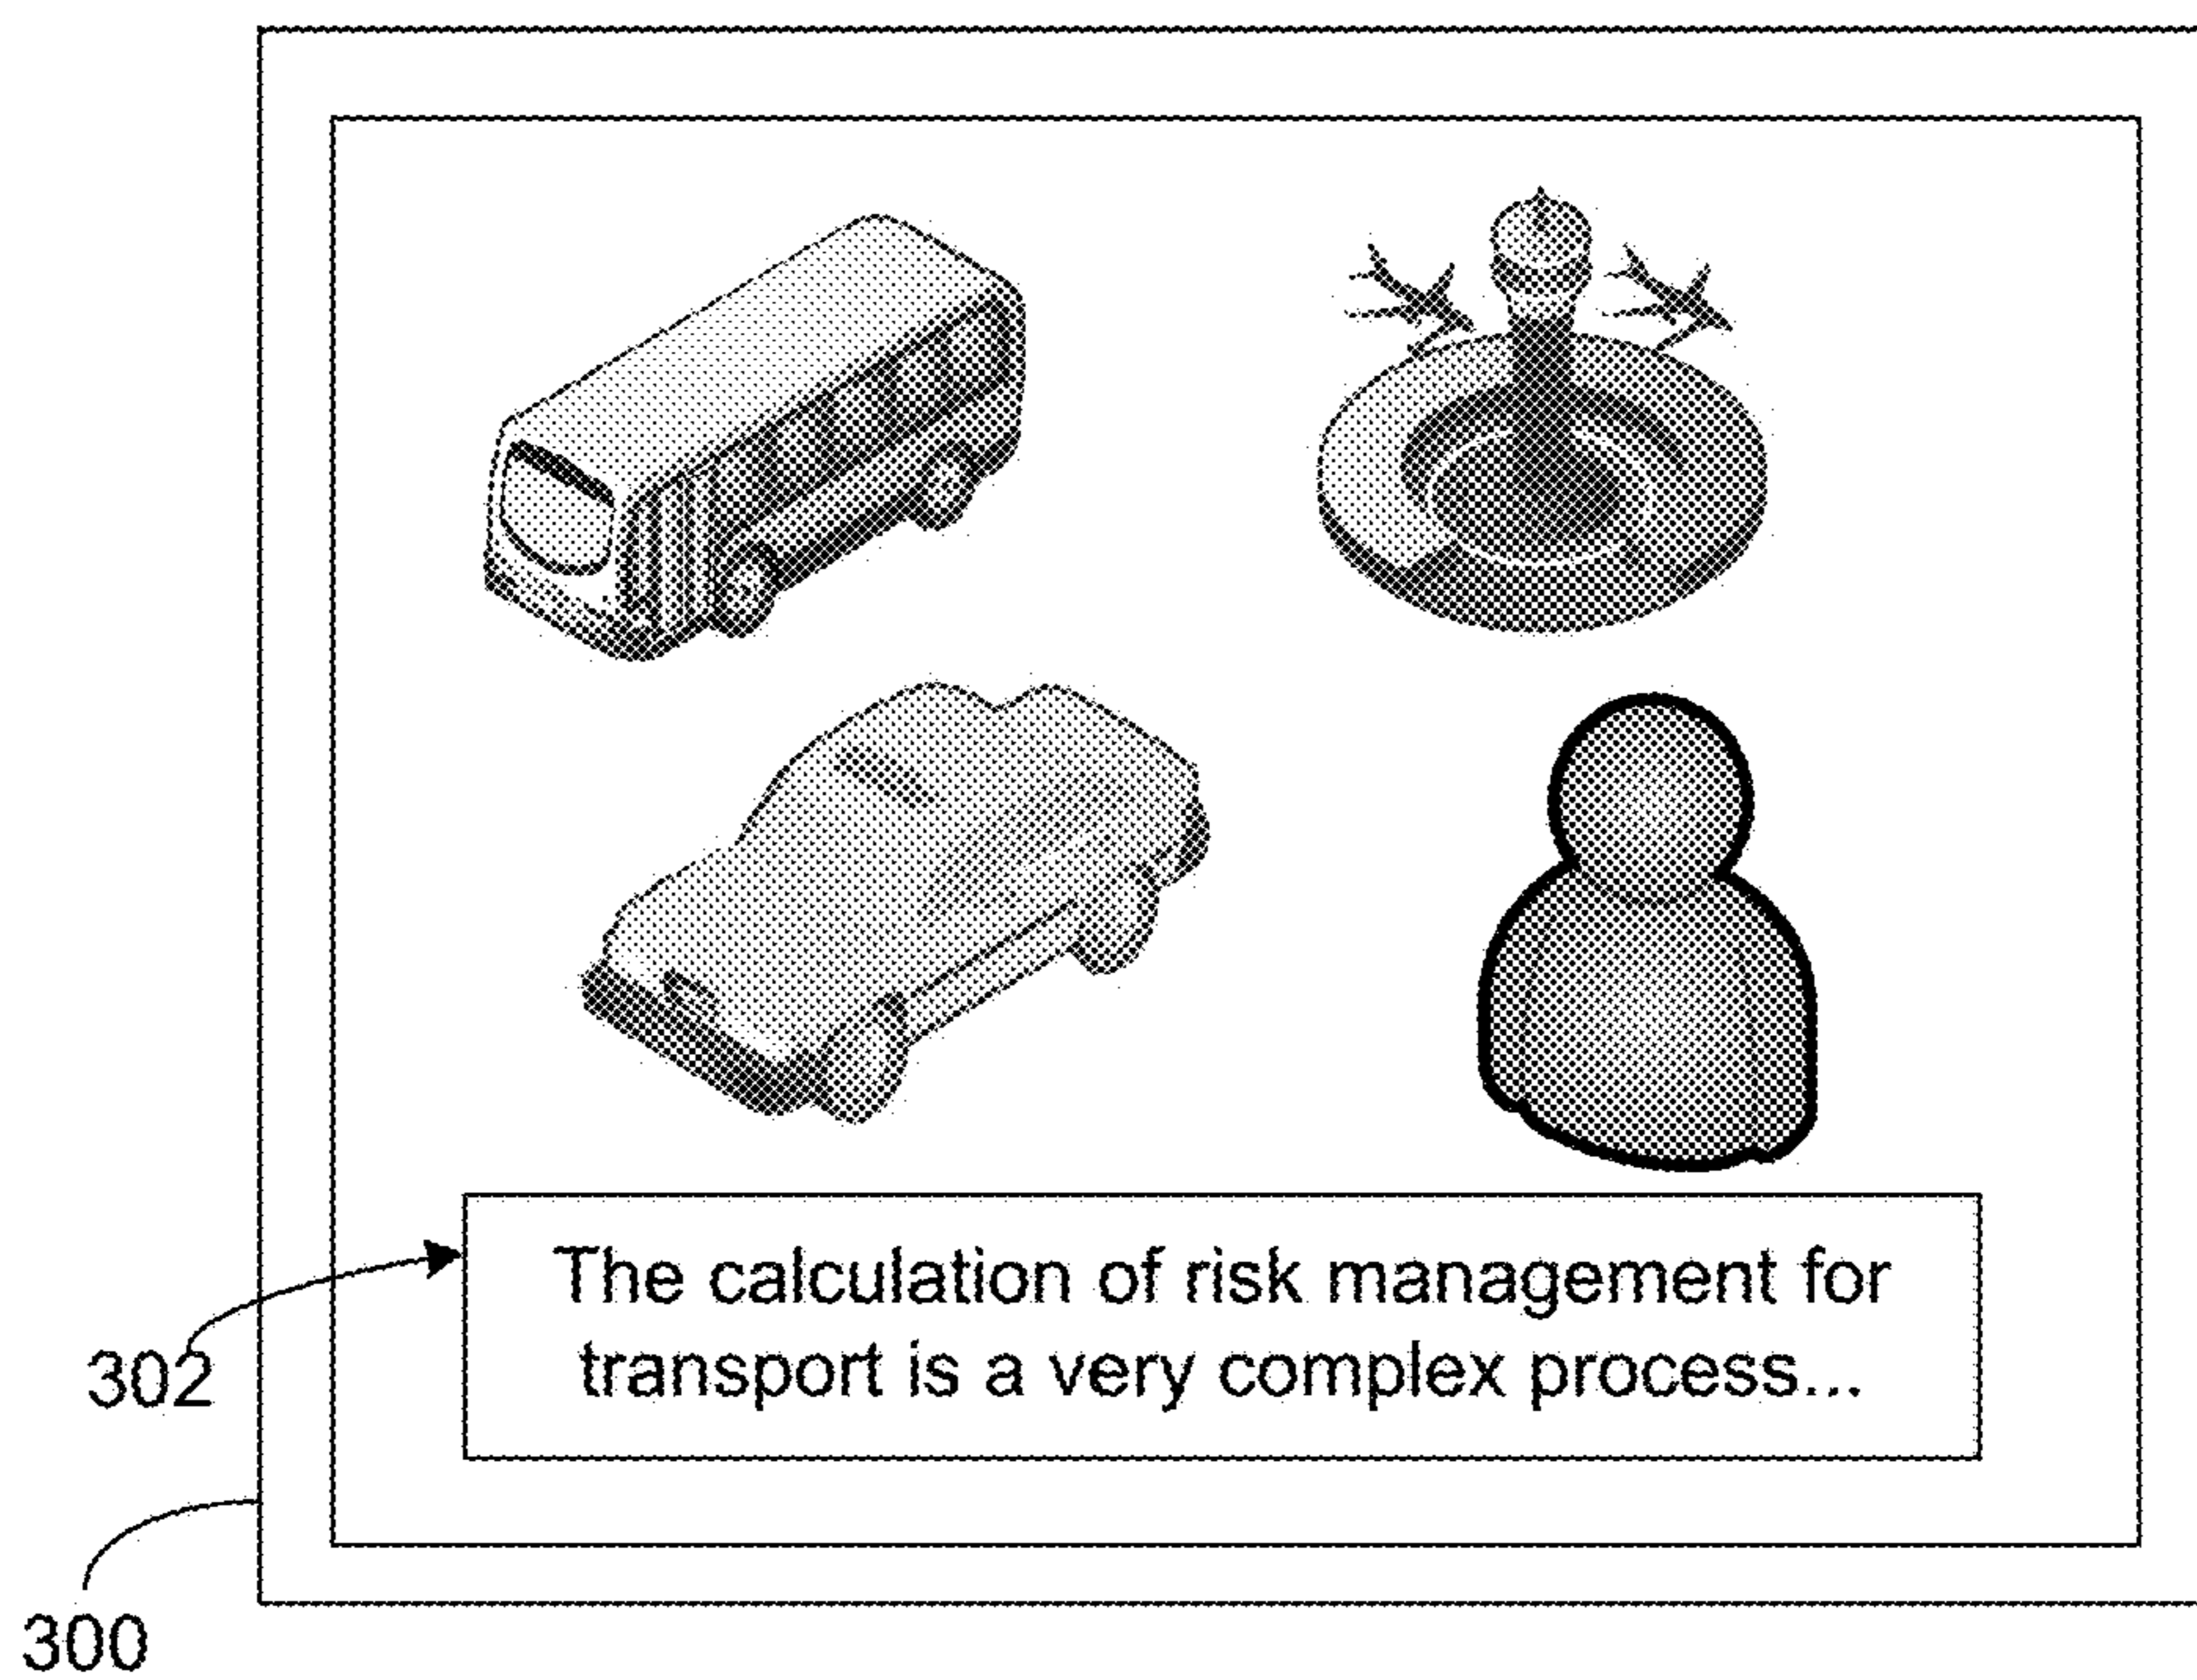 The calculation of risk management for
transport is a very complex process...
302
300